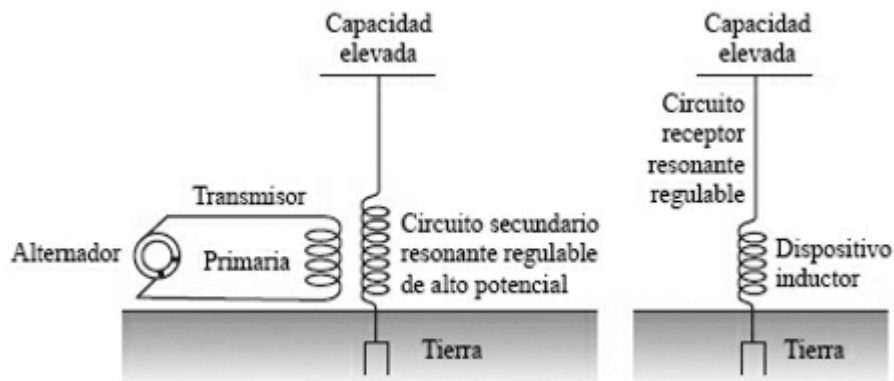 Capacidad
elevada
Transmisor
Alternador
Primaria
Circuito secundario
resonante regulable
de alto potencial
Tierra
Capacidad
elevada
Circuito
receptor
resonante
regulable
Dispositivo
inductor
Tierra